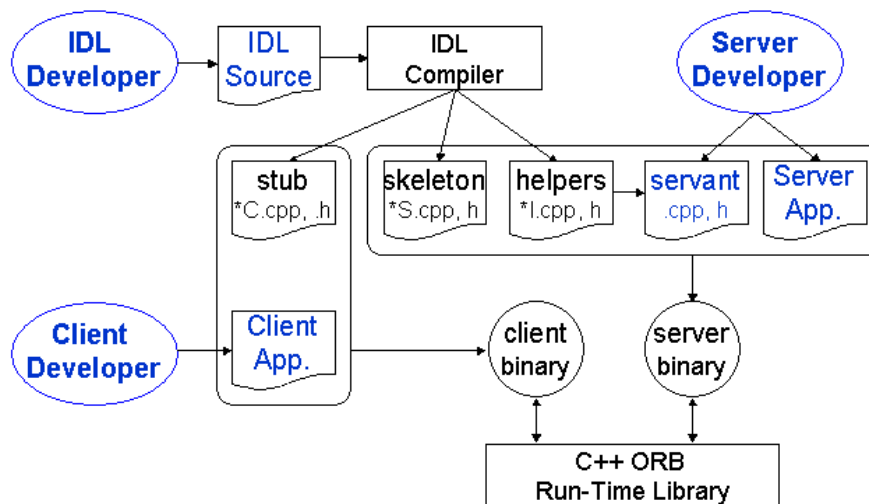 IDL
Developer
IDL
Source
IDL
Compiler
Server
Developer
stub
*C.cpp, .h
skeleton
*S.cpp, h
helpers
*I.cpp, h
servant
.cpp, h
Server
App.
Client
Developer
Client
App.
client
binary
server
binary
C++ ORB
Run-Time Library